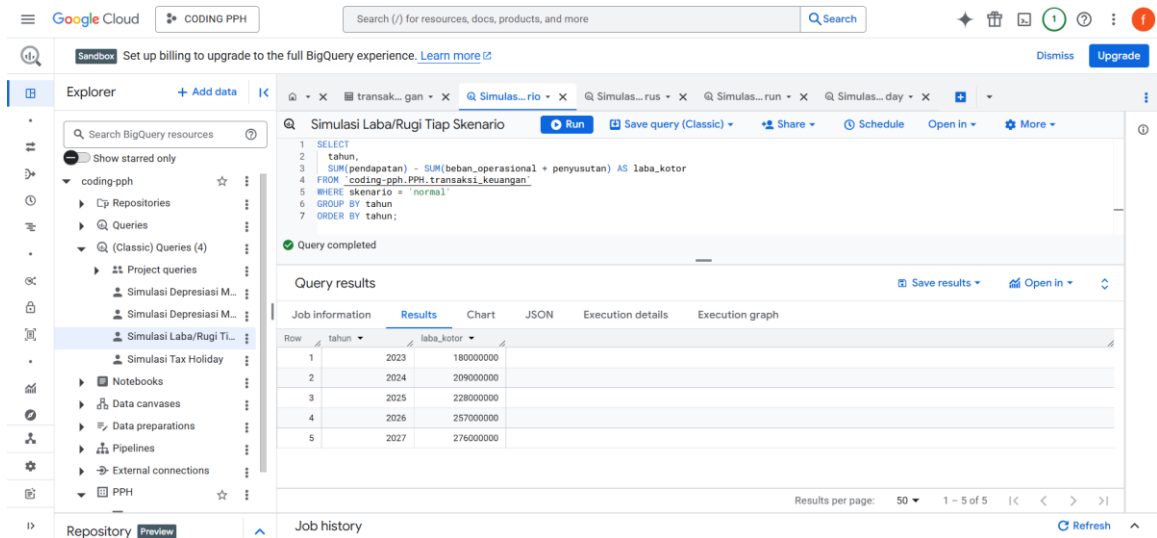 Google Cloud
CODING PPH
Search (/) for resources, docs, products, and more
Search
1
f
Sandbox Set up billing to upgrade to the full BigQuery experience. Learn more
Dismiss
Upgrade
Explorer
+ Add data
transak... gan
Simulas...rio
Simulas...rus
Simulas...run
Simulas...day
Search BigQuery resources
Show starred only
coding-pph
Repositories
Queries
(Classic) Queries (4)
Project queries
Simulasi Depresiasi M...
Simulasi Depresiasi M...
Simulasi Laba/Rugi Ti...
Simulasi Tax Holiday
Notebooks
Data canvases
Data preparations
Pipelines
External connections
PPH
Repository Preview
Simulasi Laba/Rugi Tiap Skenario
Run
Save query (Classic)
Share
Schedule
Open in
More
1 SELECT
2 tahun,
3 SUM(pendapatan) - SUM(beban_operasional + penyusutan) AS laba_kotor
4 FROM `coding-pph.PPH.transaksi_keuangan`
5 WHERE skenario = 'normal'
6 GROUP BY tahun
7 ORDER BY tahun;
Query completed
Query results
Save results
Open in
Job information
Results
Chart
JSON
Execution details
Execution graph
Row tahun laba_kotor
1 2023 180000000
2 2024 209000000
3 2025 228000000
4 2026 257000000
5 2027 276000000
Results per page: 50 1 – 5 of 5
Job history
Refresh